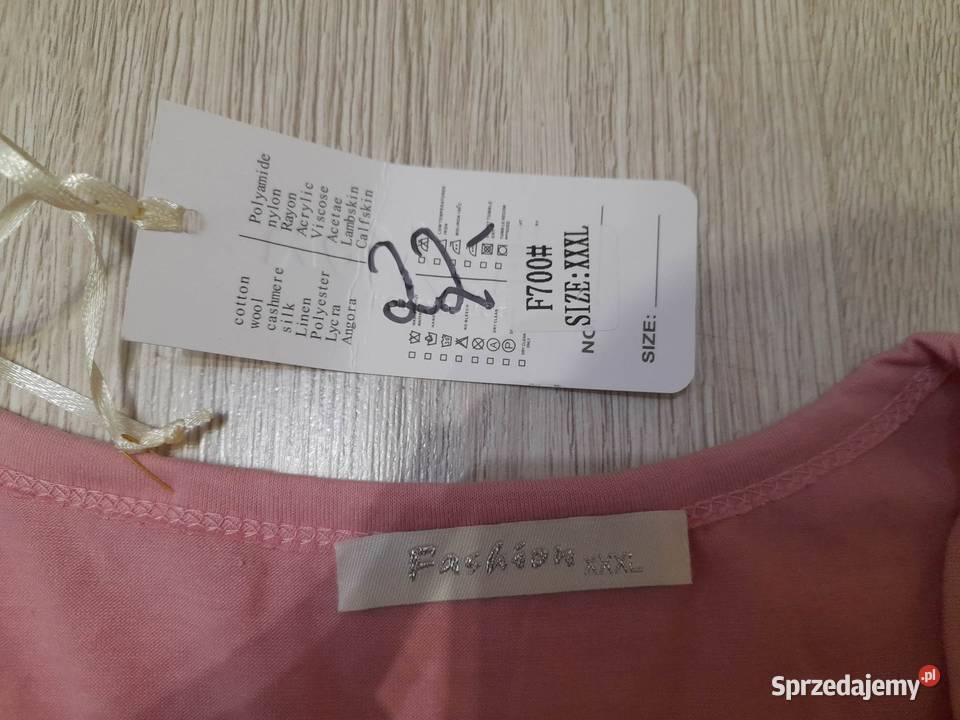 cotton
wool
cashmere
silk
Linen
Polyester
Lycra
Angora
Polyamide
nylon
Rayon
Acrylic
Viscose
Acetae
Lambskin
Calfskin
F700#
SIZE:XXXL
NO
SIZE:
Fashion XXXL
Sprzedajemy.pl